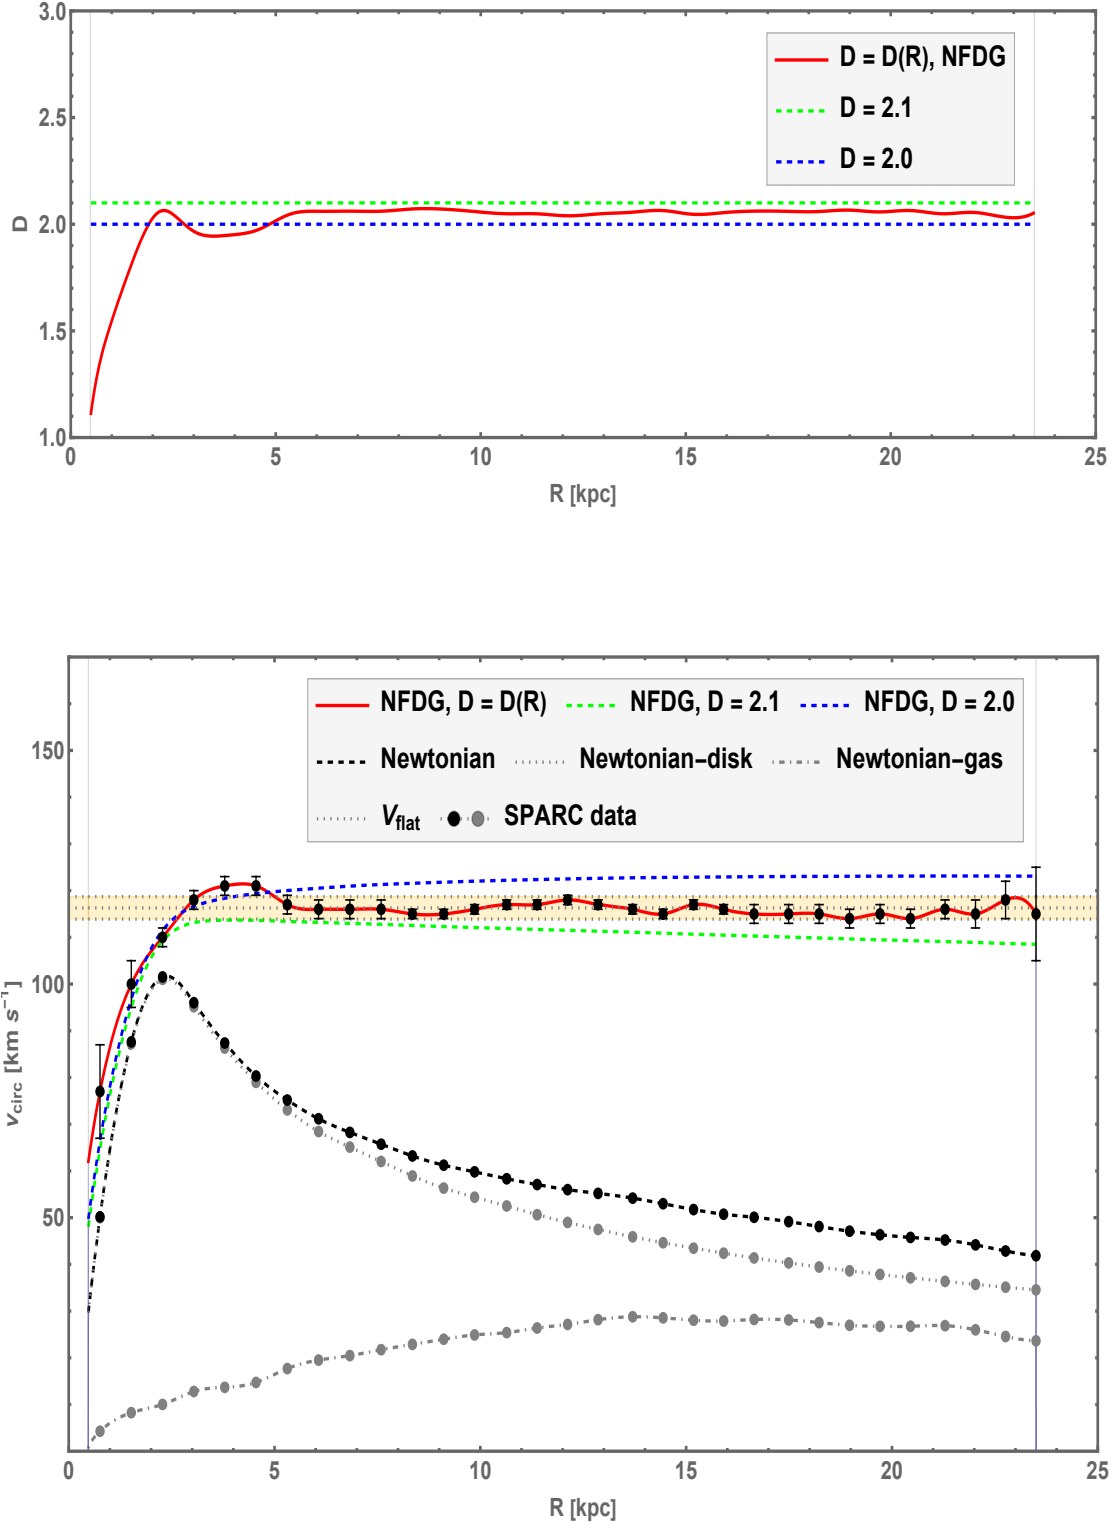 3.0
D = D(R), NFDG
2.5
D = 2.1
D = 2.0
D
2.0
1.5
1.0
0 5 10 15 20 25
R [kpc]
NFDG, D = D(R) NFDG, D = 2.1 NFDG, D = 2.0
150
Newtonian Newtonian−disk Newtonian−gas
Vflat SPARC data
100
vcirc [km s−1]
50
0 5 10 15 20 25
R [kpc]